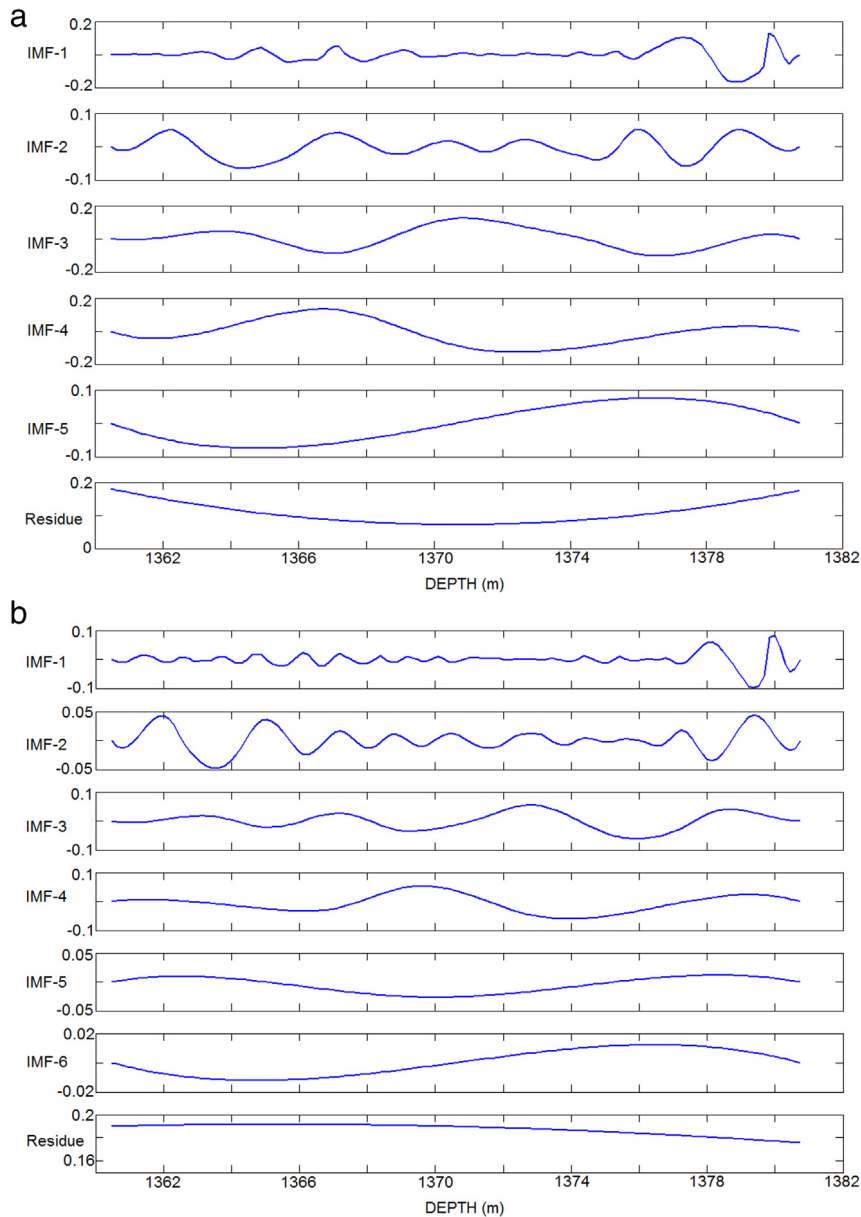 a
0.2
IMF-1
-0.2
0.1
IMF-2
-0.1
0.2
IMF-3
-0.2
0.2
IMF-4
-0.2
0.1
IMF-5
-0.1
0.2
Residue
0
1362 1366 1370 1374 1378 1382
DEPTH (m)
b
0.1
IMF-1
-0.1
0.05
IMF-2
-0.05
0.1
IMF-3
-0.1
0.1
IMF-4
-0.1
0.05
IMF-5
-0.05
0.02
IMF-6
-0.02
0.2
Residue
0.16
1362 1366 1370 1374 1378 1382
DEPTH (m)